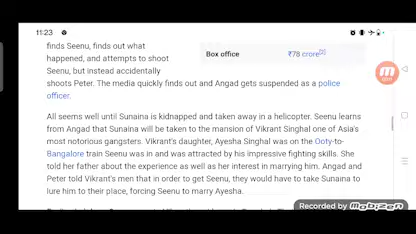 11:23
finds Seenu, finds out what
happened, and attempts to shoot
Seenu, but instead accidentally
shoots Peter. The media quickly finds out and Angad gets suspended as a police
officer.
Box office ₹78 crore[2]
All seems well until Sunaina is kidnapped and taken away in a helicopter. Seenu learns
from Angad that Sunaina will be taken to the mansion of Vikrant Singhal one of Asia's
most notorious gangsters. Vikrant's daughter, Ayesha Singhal was on the Ooty-to-
Bangalore train Seenu was in and was attracted by his impressive fighting skills. She
told her father about the experience as well as her interest in marrying him. Angad and
Peter told Vikrant's men that in order to get Seenu, they would have to take Sunaina to
lure him to their place, forcing Seenu to marry Ayesha.
Recorded by
Mobizen